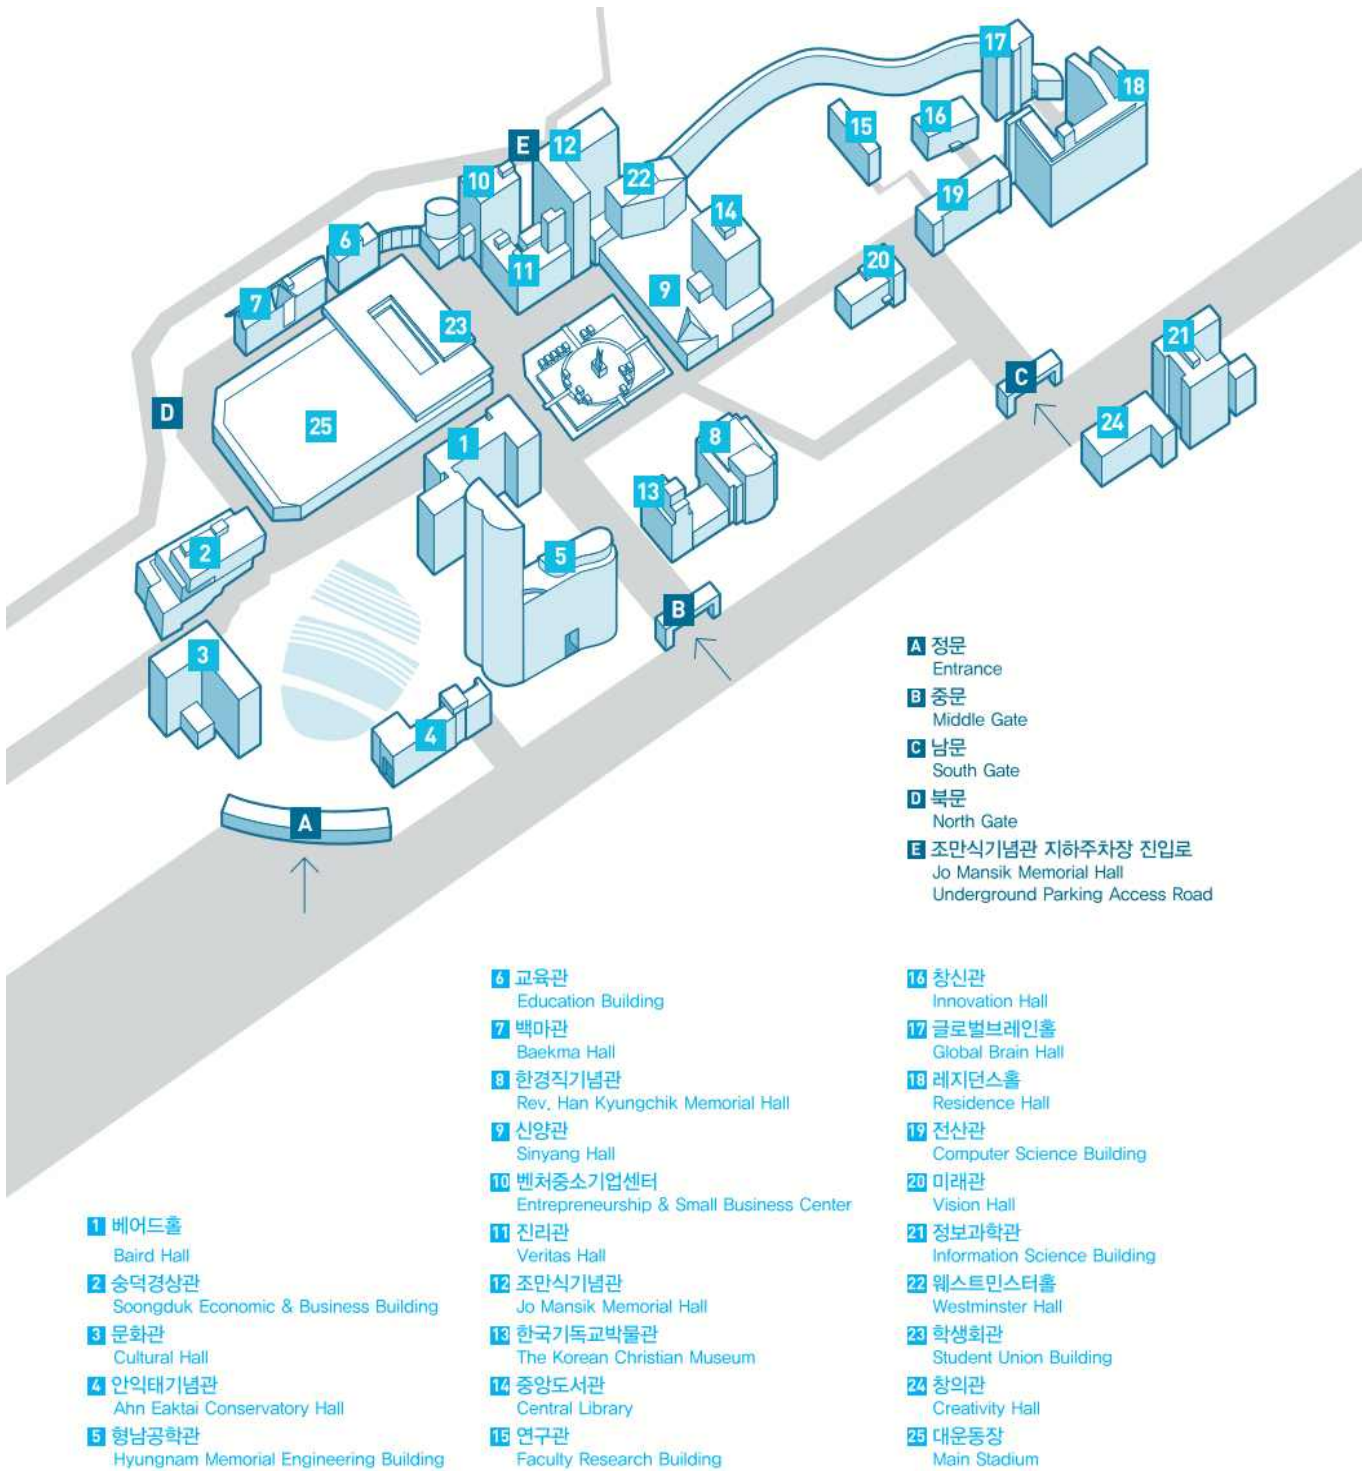 17
18
16
15
E
12
10
22
19
14
6
20
11
9
7
23
21
C
D
25
24
8
1
13
2
5
B
3
4
A
A 정문
Entrance
B 중문
Middle Gate
C 남문
South Gate
D 북문
North Gate
E 조만식기념관 지하주차장 진입로
Jo Mansik Memorial Hall
Underground Parking Access Road
1 베어드홀
Baird Hall
2 숭덕경상관
Soongduk Economic & Business Building
3 문화관
Cultural Hall
4 안익태기념관
Ahn Eaktai Conservatory Hall
5 형남공학관
Hyungnam Memorial Engineering Building
6 교육관
Education Building
7 백마관
Baekma Hall
8 한경직기념관
Rev. Han Kyungchik Memorial Hall
9 신양관
Sinyang Hall
10 벤처중소기업센터
Entrepreneurship & Small Business Center
11 진리관
Veritas Hall
12 조만식기념관
Jo Mansik Memorial Hall
13 한국기독교박물관
The Korean Christian Museum
14 중앙도서관
Central Library
15 연구관
Faculty Research Building
16 창신관
Innovation Hall
17 글로벌브레인홀
Global Brain Hall
18 레지던스홀
Residence Hall
19 전산관
Computer Science Building
20 미래관
Vision Hall
21 정보과학관
Information Science Building
22 웨스트민스터홀
Westminster Hall
23 학생회관
Student Union Building
24 창의관
Creativity Hall
25 대운동장
Main Stadium